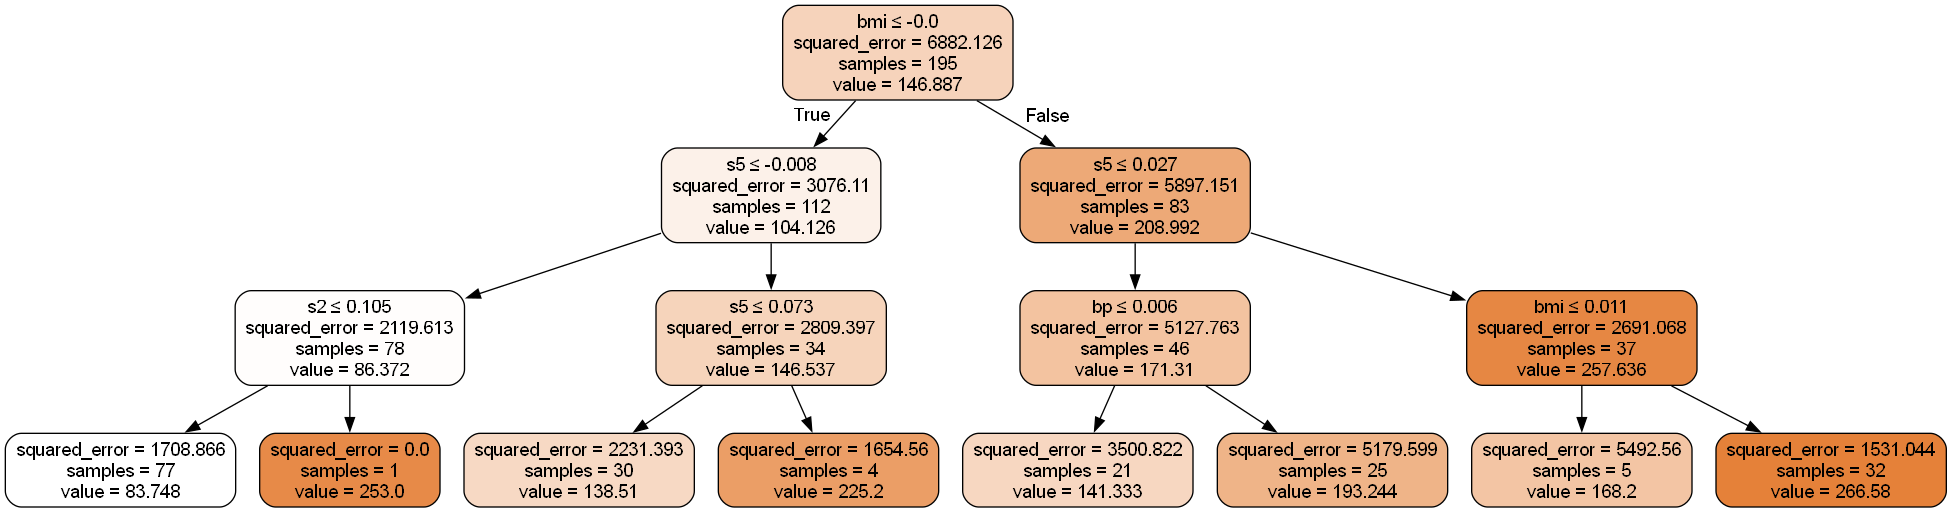 bmi ≤ -0.0
squared_error = 6882.126
samples = 195
value = 146.887
True
False
s5 ≤ -0.008
squared_error = 3076.11
samples = 112
value = 104.126
s5 ≤ 0.027
squared_error = 5897.151
samples = 83
value = 208.992
s2 ≤ 0.105
squared_error = 2119.613
samples = 78
value = 86.372
s5 ≤ 0.073
squared_error = 2809.397
samples = 34
value = 146.537
bp ≤ 0.006
squared_error = 5127.763
samples = 46
value = 171.31
bmi ≤ 0.011
squared_error = 2691.068
samples = 37
value = 257.636
squared_error = 1708.866
samples = 77
value = 83.748
squared_error = 0.0
samples = 1
value = 253.0
squared_error = 2231.393
samples = 30
value = 138.51
squared_error = 1654.56
samples = 4
value = 225.2
squared_error = 3500.822
samples = 21
value = 141.333
squared_error = 5179.599
samples = 25
value = 193.244
squared_error = 5492.56
samples = 5
value = 168.2
squared_error = 1531.044
samples = 32
value = 266.58